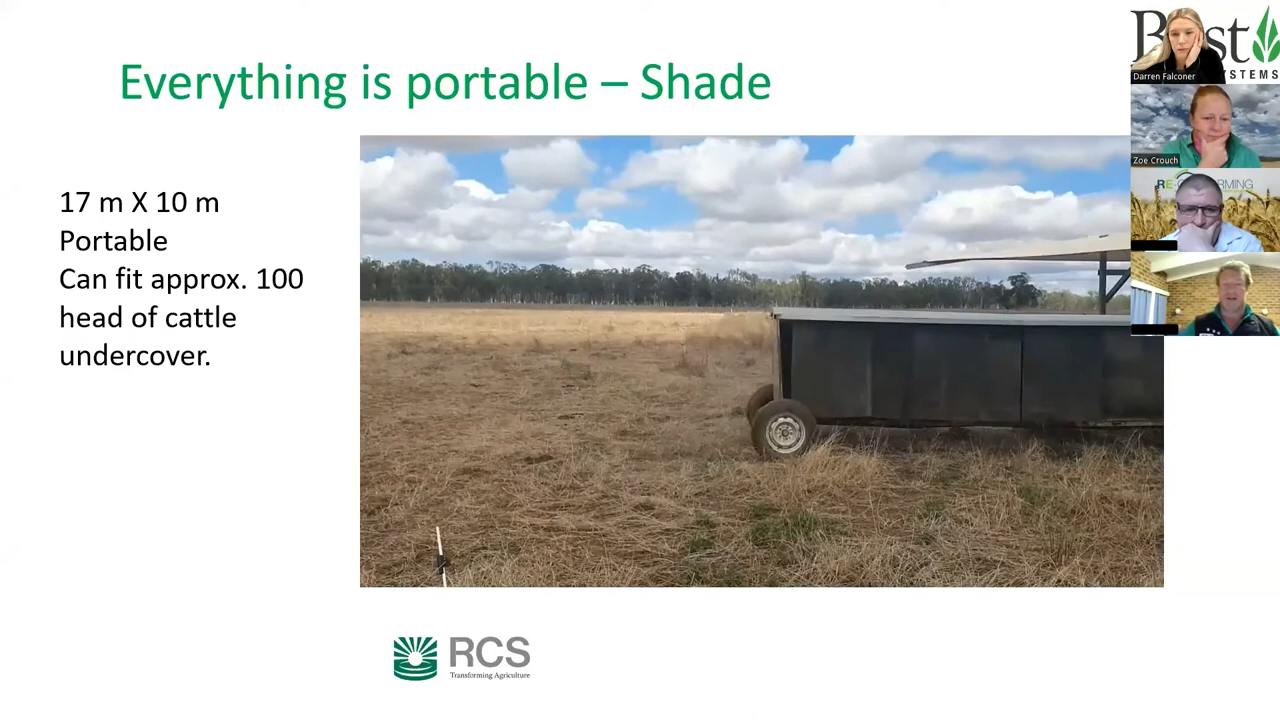 Everything is portable – Shade
17 m X 10 m
Portable
Can fit approx. 100
head of cattle
undercover.
RCS
Transforming Agriculture
Darren Falconer
YSTEMS
Zoe Crouch